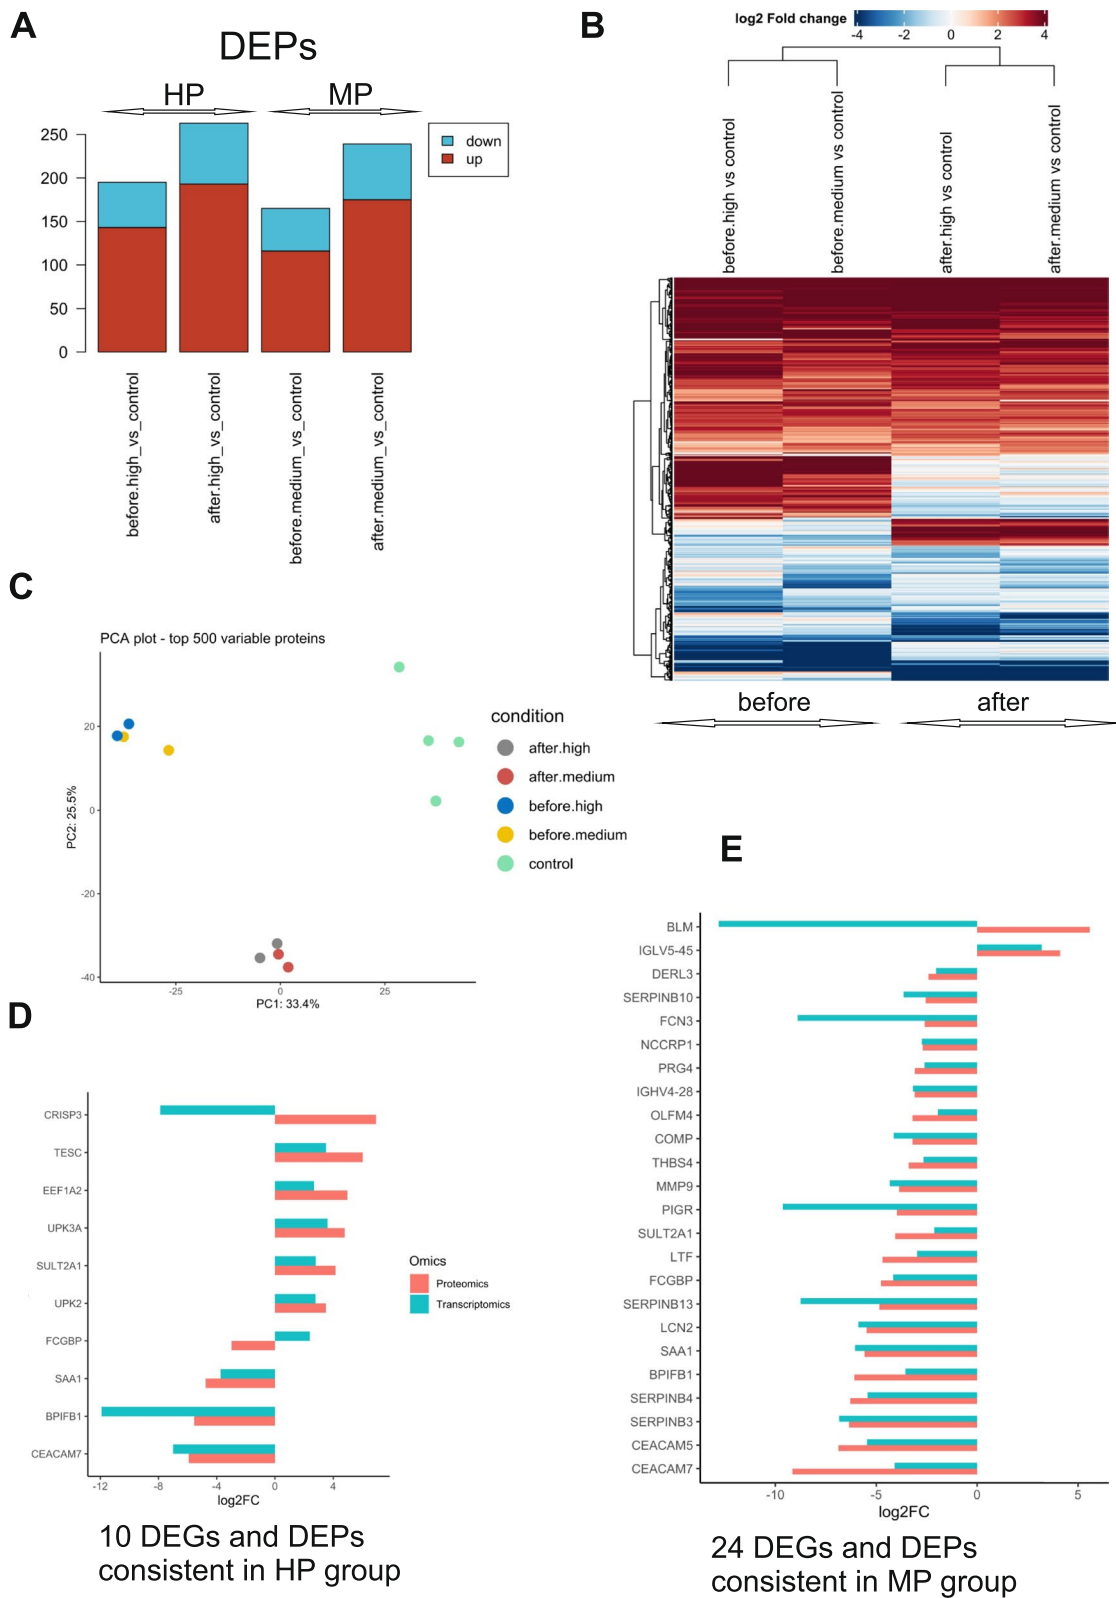 A
DEPs
HP
MP
250
200
150
100
50
0
down
up
before.high_vs_control
after.high_vs_control
before.medium_vs_control
after.medium_vs_control
B
log2 Fold change
-4
-2
0
2
4
before.high vs control
before.medium vs control
after.high vs control
after.medium vs control
before
after
C
PCA plot - top 500 variable proteins
20
0
-20
-40
PC2: 25.5%
-25
0
25
PC1: 33.4%
condition
after.high
after.medium
before.high
before.medium
control
D
CRISP3
TESC
EEF1A2
UPK3A
SULT2A1
UPK2
FCGBP
SAA1
BPIFB1
CEACAM7
-12
-8
-4
0
4
log2FC
Omics
Proteomics
Transcriptomics
10 DEGs and DEPs
consistent in HP group
E
BLM
IGLV5-45
DERL3
SERPINB10
FCN3
NCCRP1
PRG4
IGHV4-28
OLFM4
COMP
THBS4
MMP9
PIGR
SULT2A1
LTF
FCGBP
SERPINB13
LCN2
SAA1
BPIFB1
SERPINB4
SERPINB3
CEACAM5
CEACAM7
-10
-5
0
5
log2FC
24 DEGs and DEPs
consistent in MP group